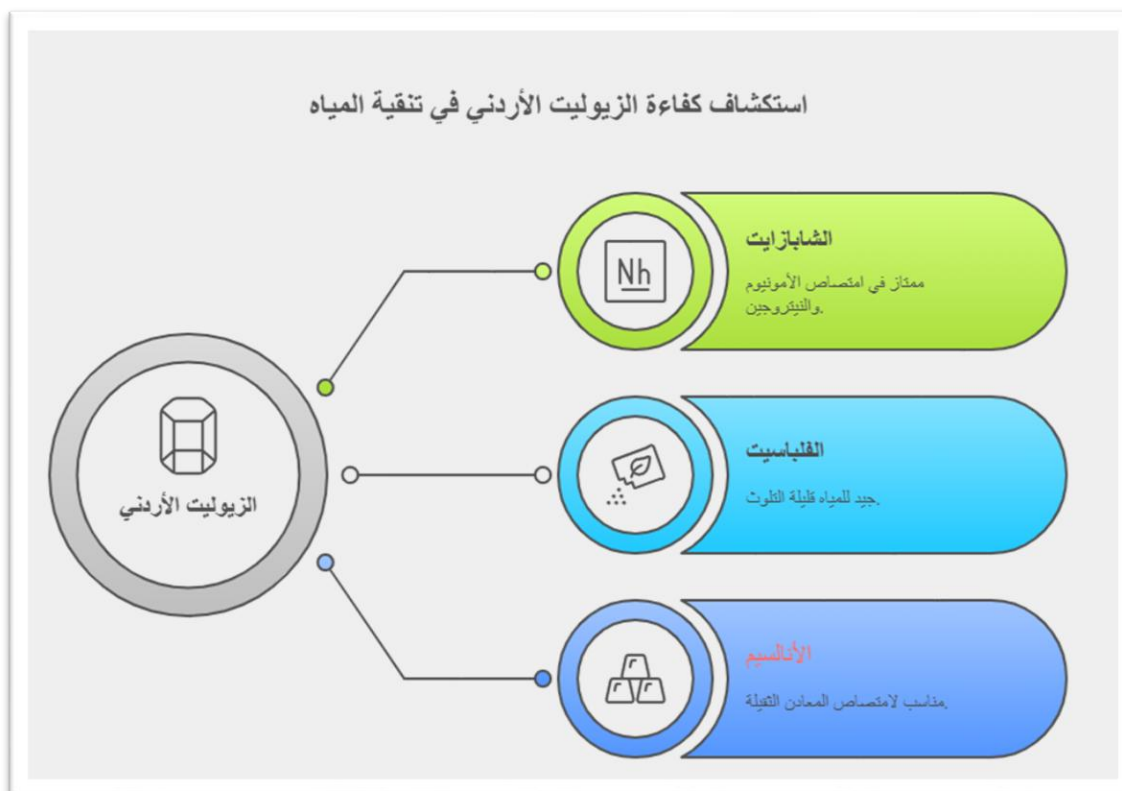 استكشاف كفاءة الزيوليت الأردني في تنقية المياه
الشابازايت
ممتاز في امتصاص الأمونيوم
والنيتروجين.
Nh
الزيوليت الأردني
الفلباسيت
جيد للمياه قليلة التلوث.
الأنالسيم
مناسب لامتصاص المعادن الثقيلة.